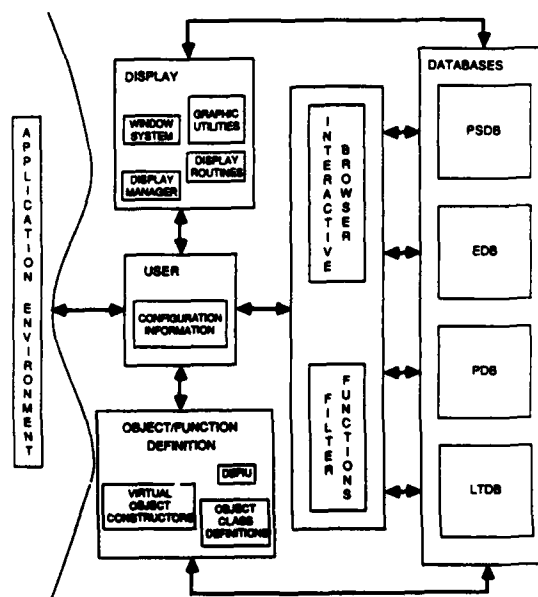 APPLICATION ENVIRONMENT
DISPLAY
WINDOW
SYSTEM
GRAPHIC
UTILITIES
DISPLAY
MANAGER
DISPLAY
ROUTINES
USER
CONFIGURATION
INFORMATION
OBJECT/FUNCTION
DEFINITION
VIRTUAL
OBJECT
CONSTRUCTORS
OBJECT
CLASS
DEFINITIONS
INTERACTIVE
BROWSER
FILTER
FUNCTIONS
DATABASES
PSDB
EDB
PDB
LTDB